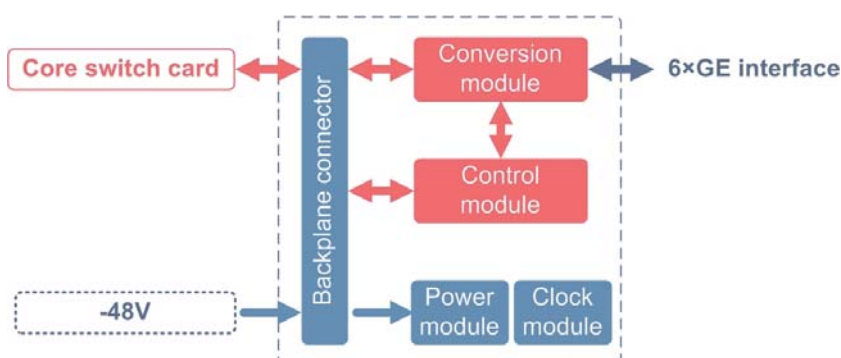 Core switch card
Backplane connector
Conversion
module
6×GE interface
Control
module
-48V
Power
module
Clock
module